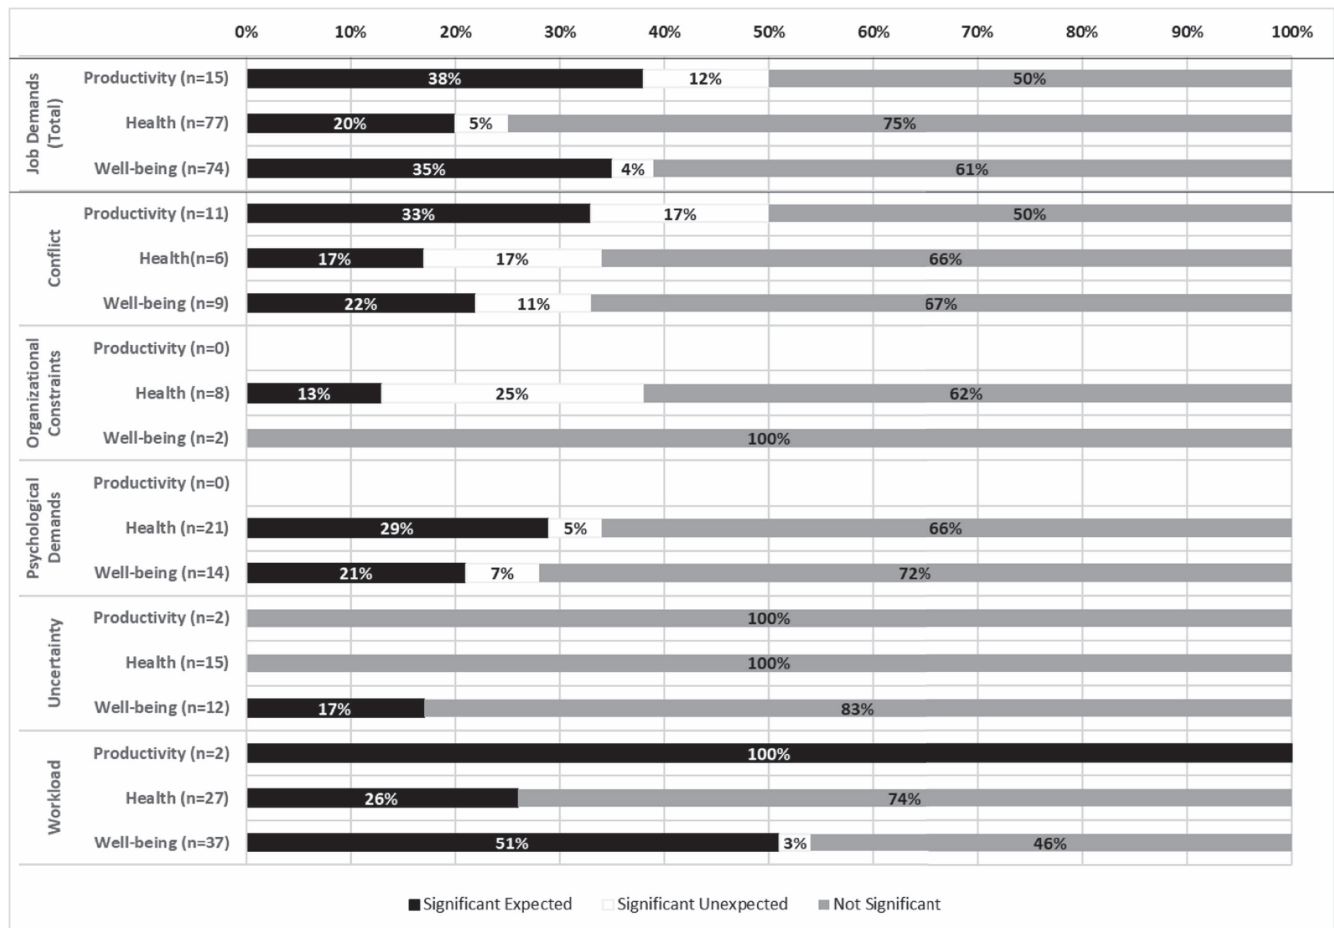 0% 10% 20% 30% 40% 50% 60% 70% 80% 90% 100%
Job Demands
(Total)
Productivity (n=15) 38% 12% 50%
Health (n=77) 20% 5% 75%
Well-being (n=74) 35% 4% 61%
Conflict
Productivity (n=11) 33% 17% 50%
Health(n=6) 17% 17% 66%
Well-being (n=9) 22% 11% 67%
Organizational
Constraints
Productivity (n=0)
Health (n=8) 13% 25% 62%
Well-being (n=2) 100%
Psychological
Demands
Productivity (n=0)
Health (n=21) 29% 5% 66%
Well-being (n=14) 21% 7% 72%
Uncertainty
Productivity (n=2) 100%
Health (n=15) 100%
Well-being (n=12) 17% 83%
Workload
Productivity (n=2) 100%
Health (n=27) 26% 74%
Well-being (n=37) 51% 3% 46%
Significant Expected Significant Unexpected Not Significant